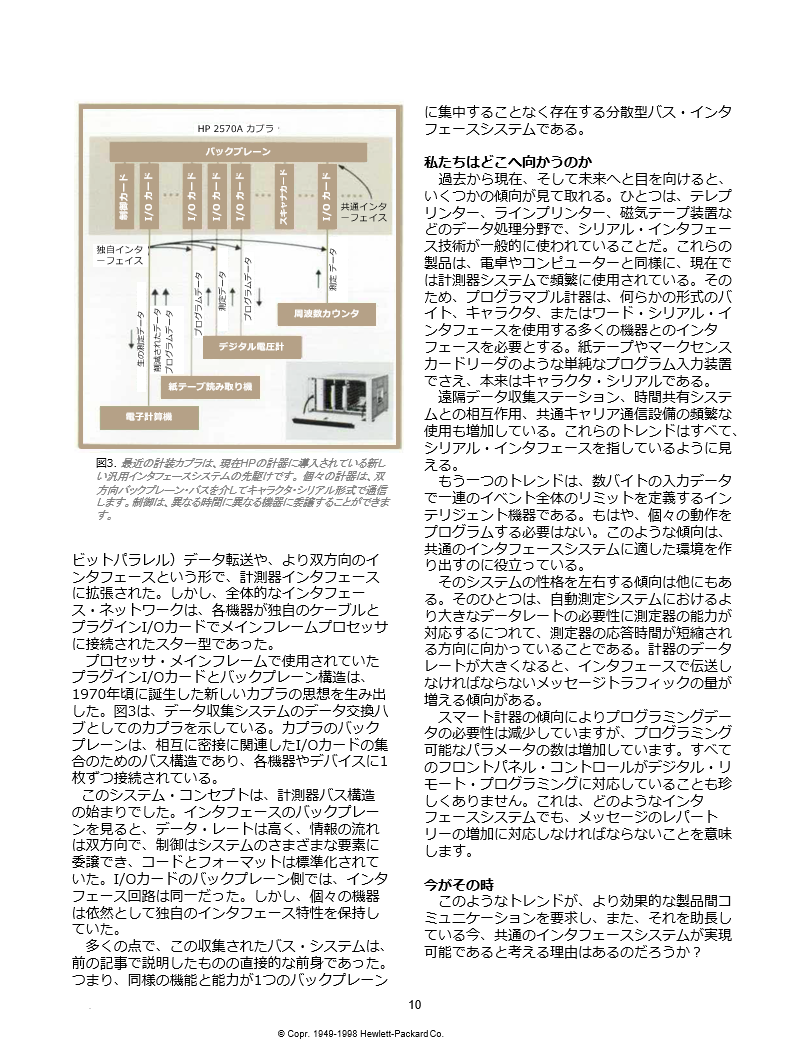 HP 2570A カプラ
バックプレーン
制御カード
I/O カード
I/O カード
I/O カード
I/O カード
スキャナカード
I/O カード
共通インタ
ーフェイス
独自インタ
ーフェイス
生の測定データ
削減されたデータ
プログラムデータ
プログラムデータ
測定データ
プログラムデータ
測定 データ
周波数カウンタ
デジタル電圧計
紙テープ読み取り機
電子計算機
図3. 最近の計装カプラは、現在HPの計器に導入されている新し
い汎用インタフェースシステムの先駆けです。個々の計器は、双
方向バックプレーン・バスを介してキャラクタ・シリアル形式で通信
します。制御は、異なる時間に異なる機器に委譲することができま
す。
ビットパラレル）データ転送や、より双方向のイ
ンタフェースという形で、計測器インタフェース
に拡張された。しかし、全体的なインタフェー
ス・ネットワークは、各機器が独自のケーブルと
プラグインI/Oカードでメインフレームプロセッサ
に接続されたスター型であった。
プロセッサ・メインフレームで使用されていた
プラグインI/Oカードとバックプレーン構造は、
1970年頃に誕生した新しいカプラの思想を生み出
した。図3は、データ収集システムのデータ交換ハ
ブとしてのカプラを示している。カプラのバック
プレーンは、相互に密接に関連したI/Oカードの集
合のためのバス構造であり、各機器やデバイスに1
枚ずつ接続されている。
このシステム・コンセプトは、計測器バス構造
の始まりでした。インタフェースのバックプレー
ンを見ると、データ・レートは高く、情報の流れ
は双方向で、制御はシステムのさまざまな要素に
委譲でき、コードとフォーマットは標準化されて
いた。I/Oカードのバックプレーン側では、インタ
フェース回路は同一だった。しかし、個々の機器
は依然として独自のインタフェース特性を保持し
ていた。
多くの点で、この収集されたバス・システムは、
前の記事で説明したものの直接的な前身であった。
つまり、同様の機能と能力が1つのバックプレーン
に集中することなく存在する分散型バス・インタ
フェースシステムである。
私たちはどこへ向かうのか
過去から現在、そして未来へと目を向けると、
いくつかの傾向が見て取れる。ひとつは、テレプ
リンター、ラインプリンター、磁気テープ装置な
どのデータ処理分野で、シリアル・インタフェー
ス技術が一般的に使われていることだ。これらの
製品は、電卓やコンピューターと同様に、現在で
は計測器システムで頻繁に使用されている。その
ため、プログラマブル計器は、何らかの形式のバ
イト、キャラクタ、またはワード・シリアル・イ
ンタフェースを使用する多くの機器とのインタ
フェースを必要とする。紙テープやマークセンス
カードリーダのような単純なプログラム入力装置
でさえ、本来はキャラクタ・シリアルである。
遠隔データ収集ステーション、時間共有システ
ムとの相互作用、共通キャリア通信設備の頻繁な
使用も増加している。これらのトレンドはすべて、
シリアル・インタフェースを指しているように見
える。
もう一つのトレンドは、数バイトの入力データ
で一連のイベント全体のリミットを定義するイン
テリジェント機器である。もはや、個々の動作を
プログラムする必要はない。このような傾向は、
共通のインタフェースシステムに適した環境を作
り出すのに役立っている。
そのシステムの性格を左右する傾向は他にもあ
る。そのひとつは、自動測定システムにおけるよ
り大きなデータレートの必要性に測定器の能力が
対応するにつれて、測定器の応答時間が短縮され
る方向に向かっていることである。計器のデータ
レートが大きくなると、インタフェースで伝送し
なければならないメッセージトラフィックの量が
増える傾向がある。
スマート計器の傾向によりプログラミングデー
タの必要性は減少していますが、プログラミング
可能なパラメータの数は増加しています。すべて
のフロントパネル・コントロールがデジタル・リ
モート・プログラミングに対応していることも珍
しくありません。これは、どのようなインタ
フェースシステムでも、メッセージのレパート
リーの増加に対応しなければならないことを意味
します。
今がその時
このようなトレンドが、より効果的な製品間コ
ミュニケーションを要求し、また、それを助長し
ている今、共通のインタフェースシステムが実現
可能であると考える理由はあるのだろうか？
10
© Copr. 1949-1998 Hewlett-Packard Co.